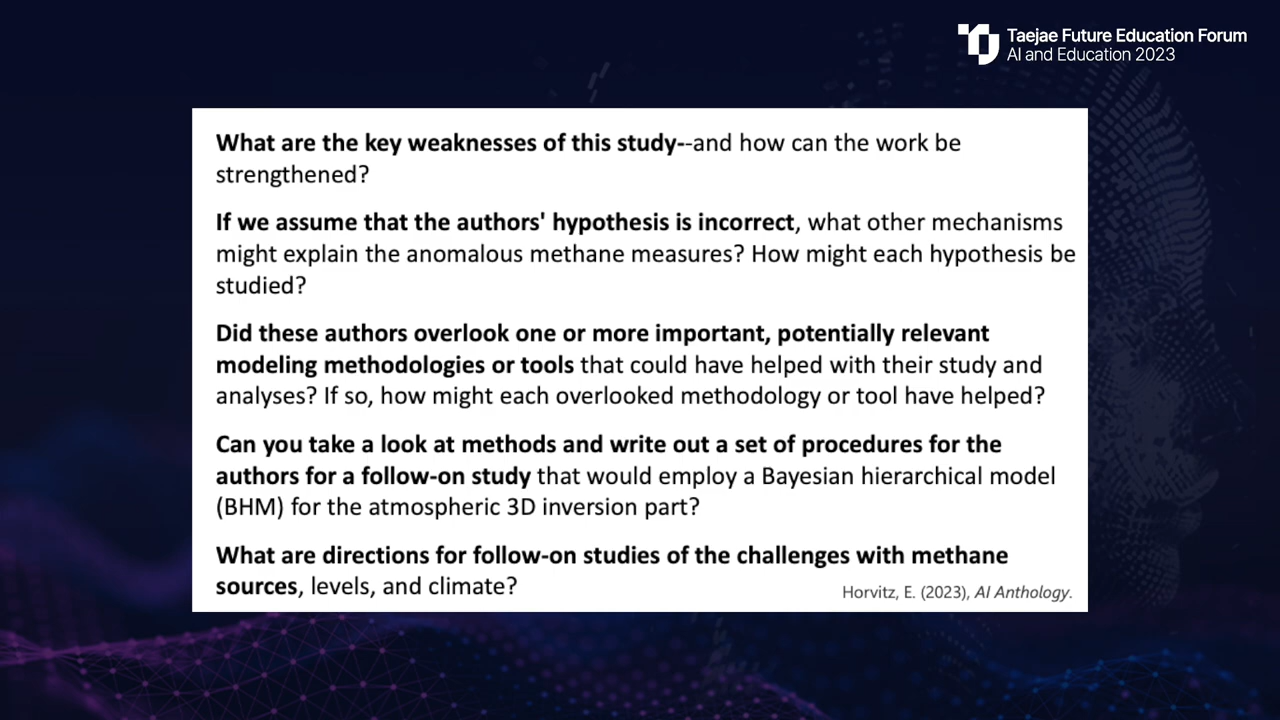 Taejae Future Education Forum
AI and Education 2023
What are the key weaknesses of this study--and how can the work be
strengthened?
If we assume that the authors' hypothesis is incorrect, what other mechanisms
might explain the anomalous methane measures? How might each hypothesis be
studied?
Did these authors overlook one or more important, potentially relevant
modeling methodologies or tools that could have helped with their study and
analyses? If so, how might each overlooked methodology or tool have helped?
Can you take a look at methods and write out a set of procedures for the
authors for a follow-on study that would employ a Bayesian hierarchical model
(BHM) for the atmospheric 3D inversion part?
What are directions for follow-on studies of the challenges with methane
sources, levels, and climate?
Horvitz, E. (2023), AI Anthology.